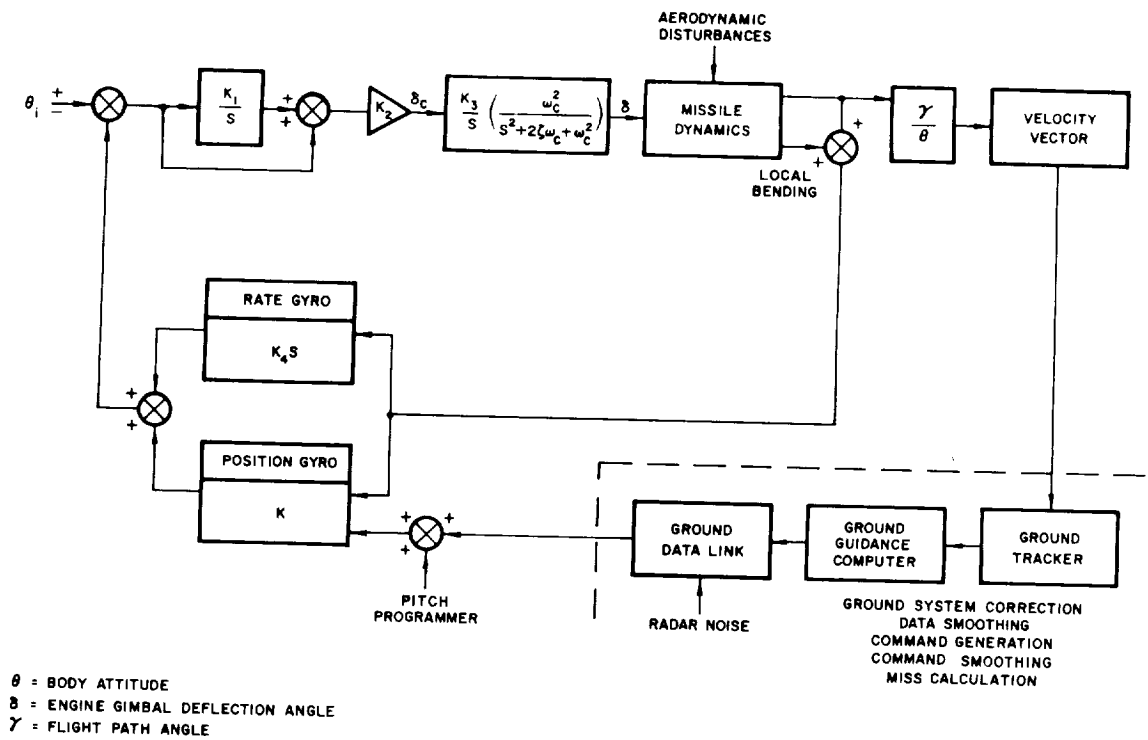 AERODYNAMIC
DISTURBANCES
θi + −
K1
S
+
+
K2
δC
K3
S
( ωC² / S² + 2ζωC + ωC² )
δ
MISSILE
DYNAMICS
+
+
LOCAL
BENDING
γ
θ
VELOCITY
VECTOR
RATE GYRO
K4S
+
+
POSITION GYRO
K
+
+
+
PITCH
PROGRAMMER
GROUND
DATA LINK
RADAR NOISE
GROUND
GUIDANCE
COMPUTER
GROUND
TRACKER
GROUND SYSTEM CORRECTION
DATA SMOOTHING
COMMAND GENERATION
COMMAND SMOOTHING
MISS CALCULATION
θ = BODY ATTITUDE
δ = ENGINE GIMBAL DEFLECTION ANGLE
γ = FLIGHT PATH ANGLE